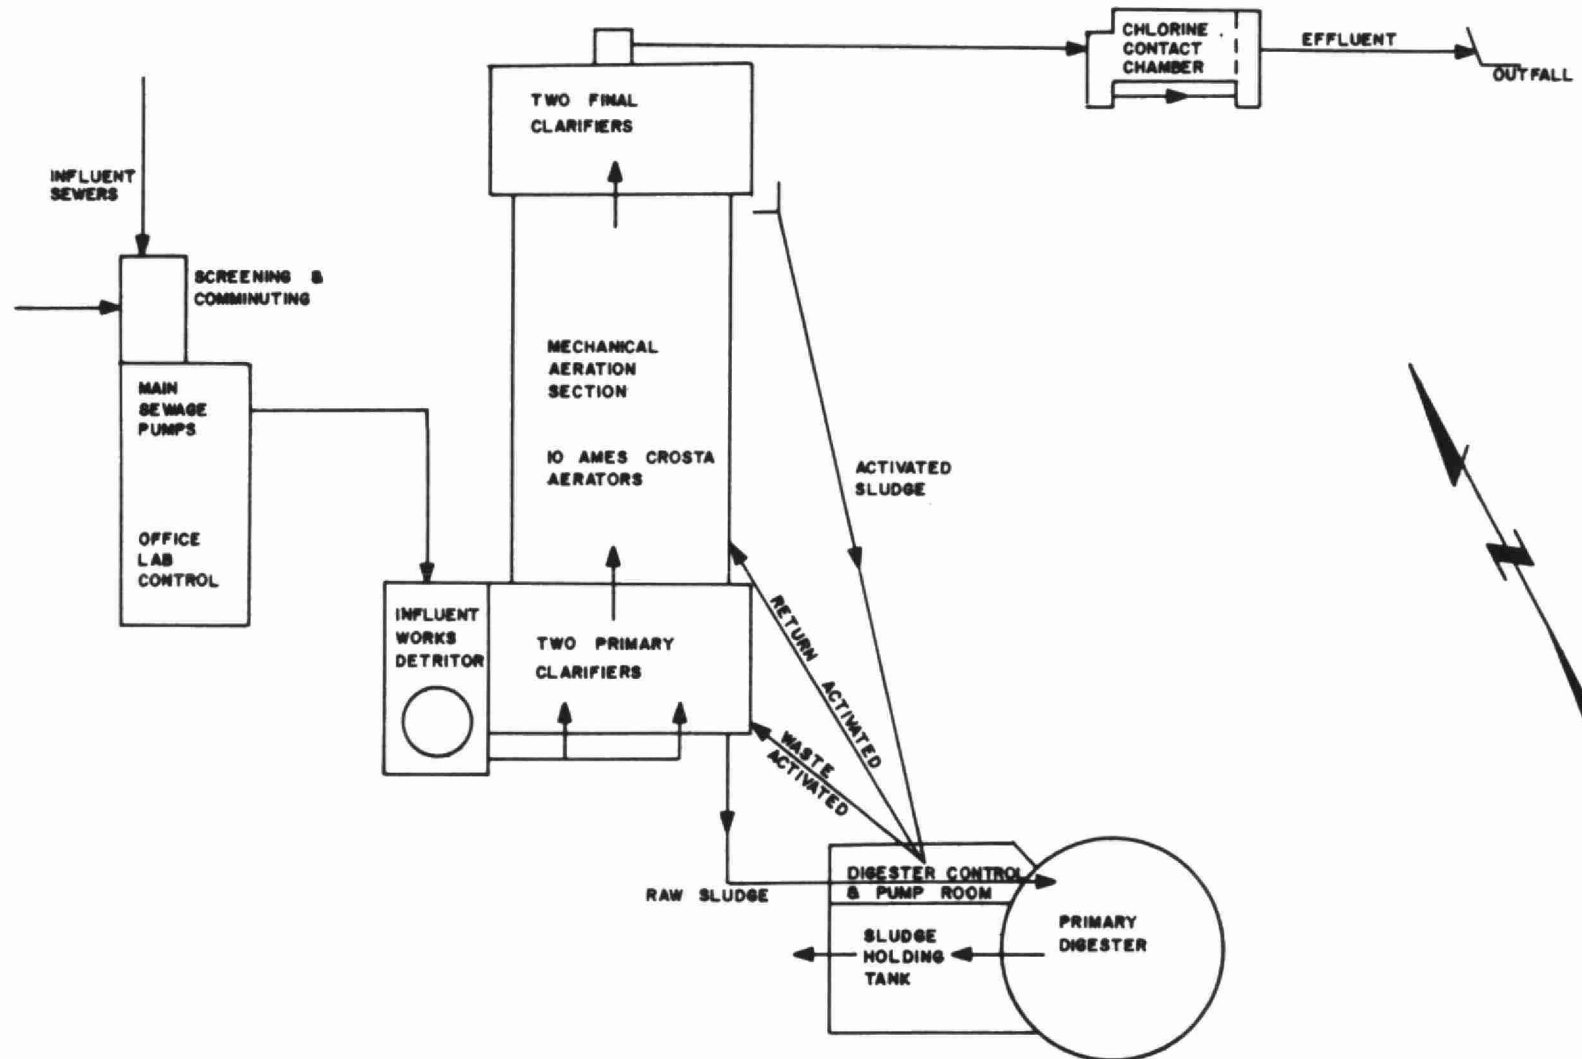 CHLORINE
CONTACT
CHAMBER
EFFLUENT
OUTFALL
TWO FINAL
CLARIFIERS
INFLUENT
SEWERS
SCREENING &
COMMINUTING
MAIN
SEWAGE
PUMPS
OFFICE
LAB
CONTROL
MECHANICAL
AERATION
SECTION
10 AMES CROSTA
AERATORS
ACTIVATED
SLUDGE
INFLUENT
WORKS
DETRITOR
TWO PRIMARY
CLARIFIERS
RETURN ACTIVATED
WASTE
ACTIVATED
RAW SLUDGE
DIGESTER CONTROL
& PUMP ROOM
SLUDGE
HOLDING
TANK
PRIMARY
DIGESTER